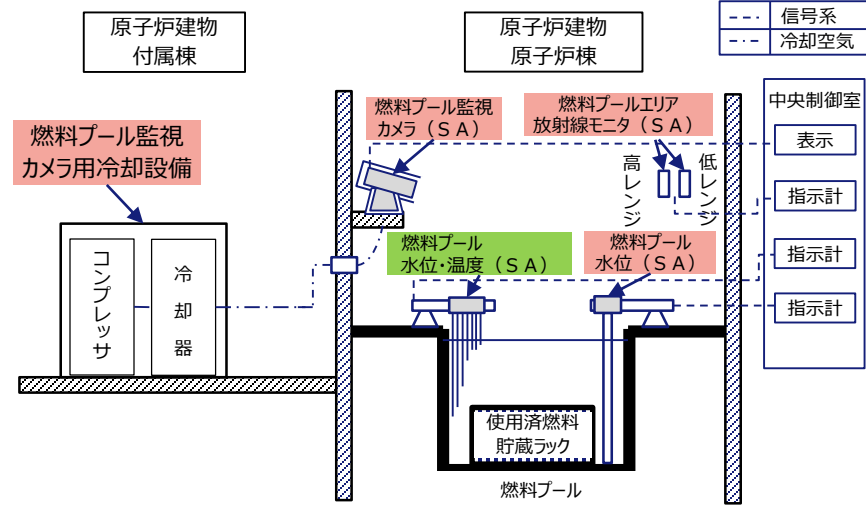 原子炉建物
付属棟
原子炉建物
原子炉棟
信号系
冷却空気
燃料プール監視
カメラ用冷却設備
燃料プール監視
カメラ（ＳＡ）
燃料プールエリア
放射線モニタ（ＳＡ）
中央制御室
表示
高レンジ
低レンジ
指示計
コンプレッサ
冷却器
燃料プール
水位・温度（ＳＡ）
燃料プール
水位（ＳＡ）
指示計
指示計
使用済燃料
貯蔵ラック
燃料プール